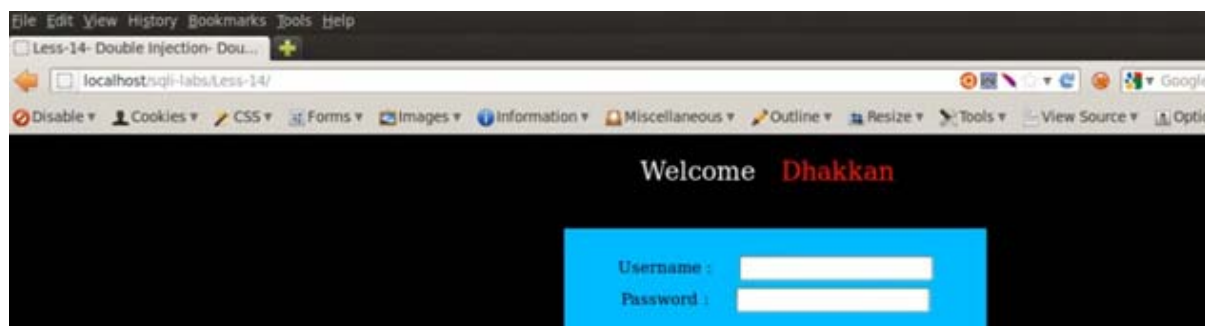 File Edit View History Bookmarks Tools Help
Less-14- Double Injection- Dou...
localhost/sqli-labs/Less-14/ Google
Disable Cookies CSS Forms Images Information Miscellaneous Outline Resize Tools View Source Opti
Welcome Dhakkan
Username :
Password :